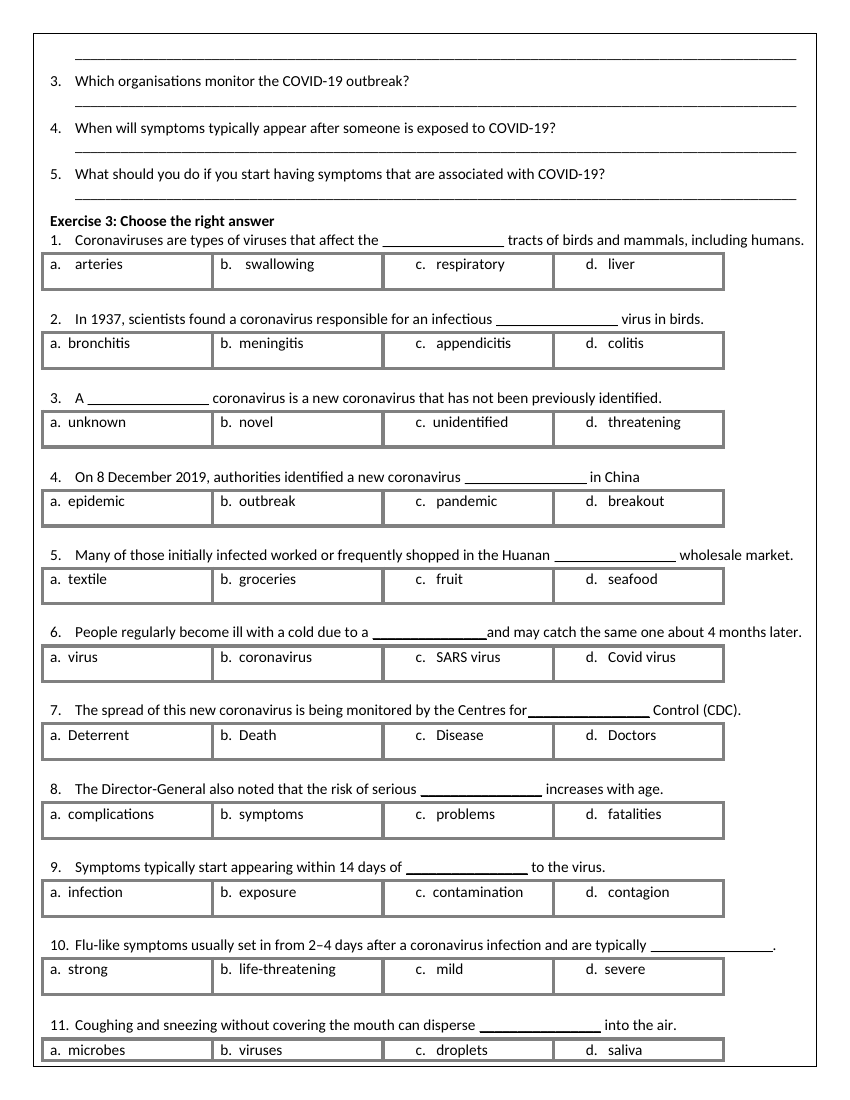 ________________________________________________
3. Which organisations monitor the COVID-19 outbreak?
________________________________________________
4. When will symptoms typically appear after someone is exposed to COVID-19?
________________________________________________
5. What should you do if you start having symptoms that are associated with COVID-19?
________________________________________________
Exercise 3: Choose the right answer
1. Coronaviruses are types of viruses that affect the ________________ tracts of birds and mammals, including humans.
a. arteries b. swallowing c. respiratory d. liver
2. In 1937, scientists found a coronavirus responsible for an infectious ________________ virus in birds.
a. bronchitis b. meningitis c. appendicitis d. colitis
3. A ________________ coronavirus is a new coronavirus that has not been previously identified.
a. unknown b. novel c. unidentified d. threatening
4. On 8 December 2019, authorities identified a new coronavirus ________________ in China
a. epidemic b. outbreak c. pandemic d. breakout
5. Many of those initially infected worked or frequently shopped in the Huanan ________________ wholesale market.
a. textile b. groceries c. fruit d. seafood
6. People regularly become ill with a cold due to a _______________and may catch the same one about 4 months later.
a. virus b. coronavirus c. SARS virus d. Covid virus
7. The spread of this new coronavirus is being monitored by the Centres for________________ Control (CDC).
a. Deterrent b. Death c. Disease d. Doctors
8. The Director-General also noted that the risk of serious ________________ increases with age.
a. complications b. symptoms c. problems d. fatalities
9. Symptoms typically start appearing within 14 days of ________________ to the virus.
a. infection b. exposure c. contamination d. contagion
10. Flu-like symptoms usually set in from 2–4 days after a coronavirus infection and are typically ________________.
a. strong b. life-threatening c. mild d. severe
11. Coughing and sneezing without covering the mouth can disperse ________________ into the air.
a. microbes b. viruses c. droplets d. saliva